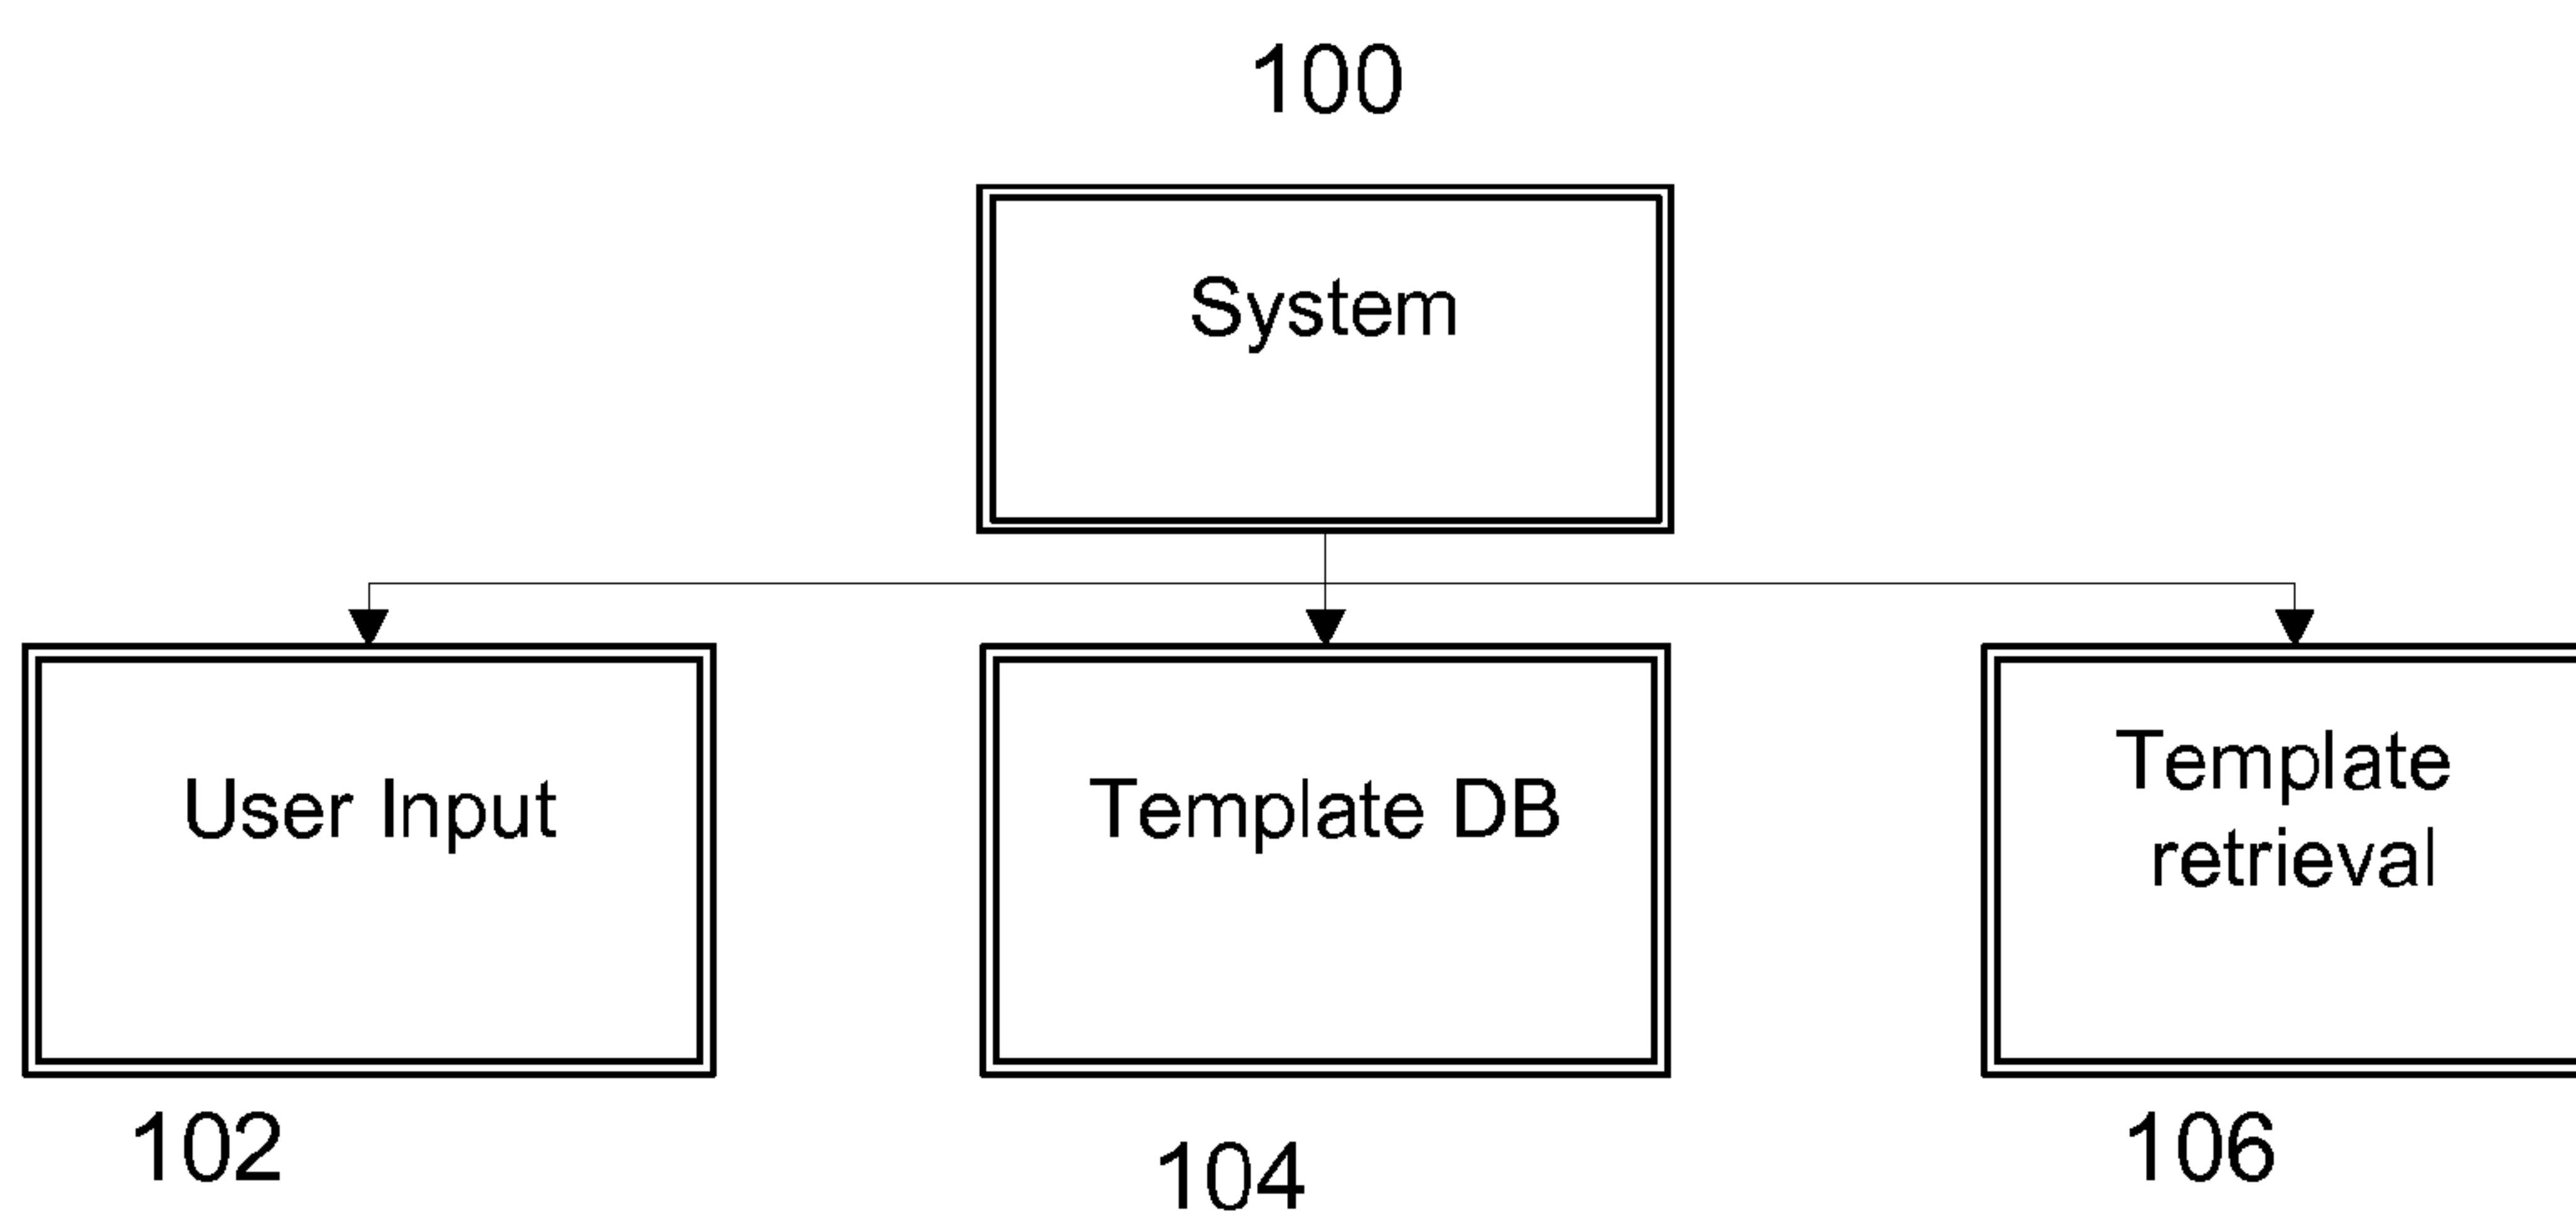 100
System
User Input
Template DB
Template
retrieval
102
104
106